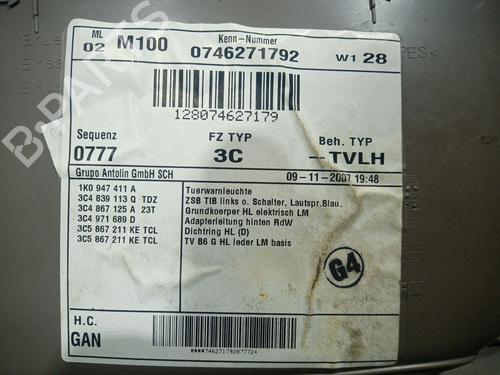 ML
02
M100
Kenn-Nummer
0746271792
W1 28
128074627179
Sequenz
0777
FZ TYP
3C
Beh. TYP
--TVLH
Grupo Antolin GmbH SCH
09-11-2007 19:48
1K0 947 411 A Tuerwarnleuchte
3C4 839 113 Q TDZ ZSB TIB links o. Schalter, Lautspr.Blau.
3C4 867 125 A 23T Grundkoerper HL elektrisch LM
3C4 971 689 D Adapterleitung hinten RdW
3C5 867 211 KE TCL Dichtring HL (D)
3C5 867 211 KE TCL TV B6 G HL leder LM basis
G4
H.C.
GAN
****746271792077724